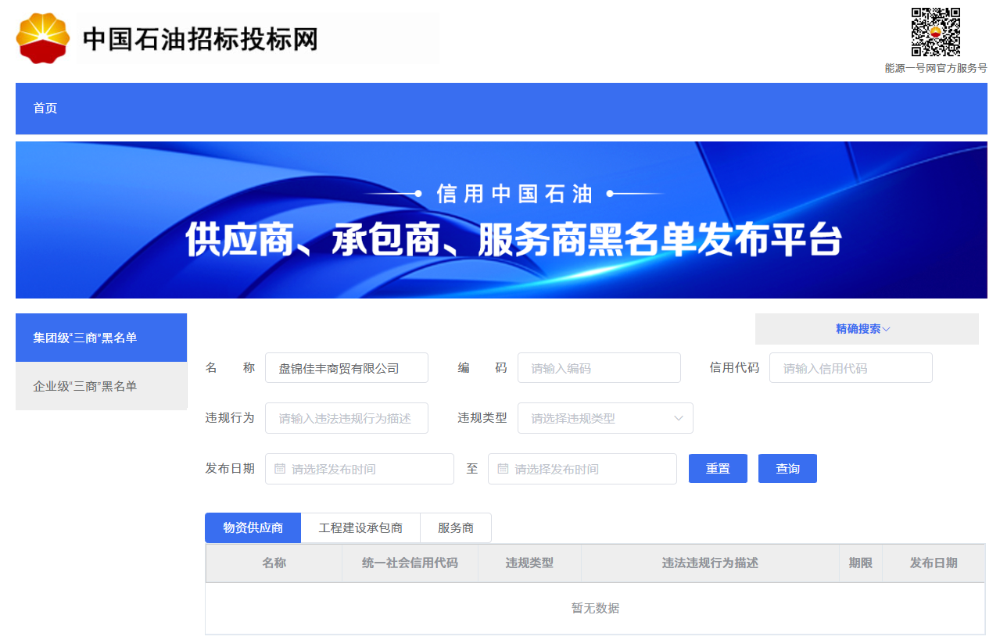 中国石油招标投标网
能源一号网官方服务号
首页
信用中国石油
供应商、承包商、服务商黑名单发布平台
集团级“三商”黑名单
企业级“三商”黑名单
精确搜索
名 称 盘锦佳丰商贸有限公司 编 码 请输入编码 信用代码 请输入信用代码
违规行为 请输入违法违规行为描述 违规类型 请选择违规类型
发布日期 请选择发布时间 至 请选择发布时间 重置 查询
物资供应商 工程建设承包商 服务商
名称 统一社会信用代码 违规类型 违法违规行为描述 期限 发布日期
暂无数据